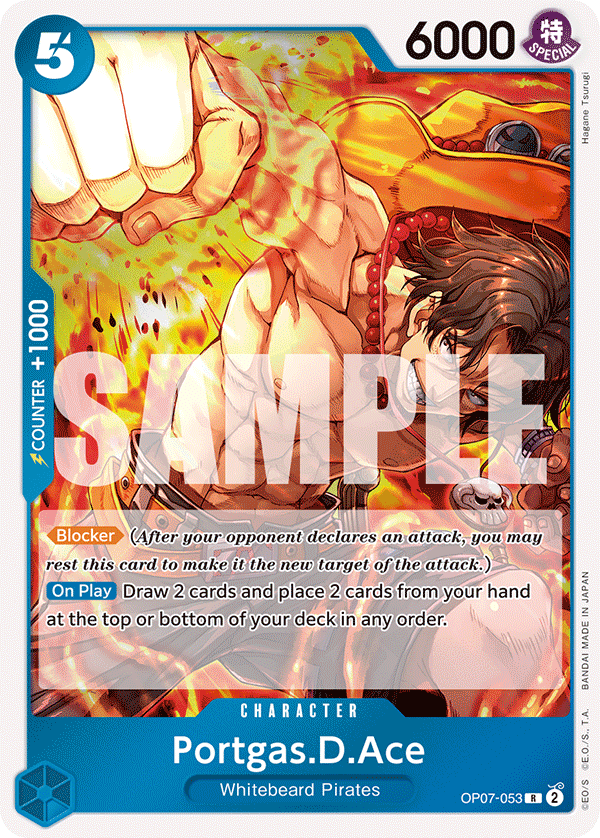 5
6000
特
SPECIAL
Hagane Tsurugi
COUNTER +1000
SAMPLE
Blocker (After your opponent declares an attack, you may
rest this card to make it the new target of the attack.)
On Play Draw 2 cards and place 2 cards from your hand
at the top or bottom of your deck in any order.
CHARACTER
Portgas.D.Ace
Whitebeard Pirates
OP07-053 R 2
©EO/S ©E.O./S., T.A. BANDAI MADE IN JAPAN